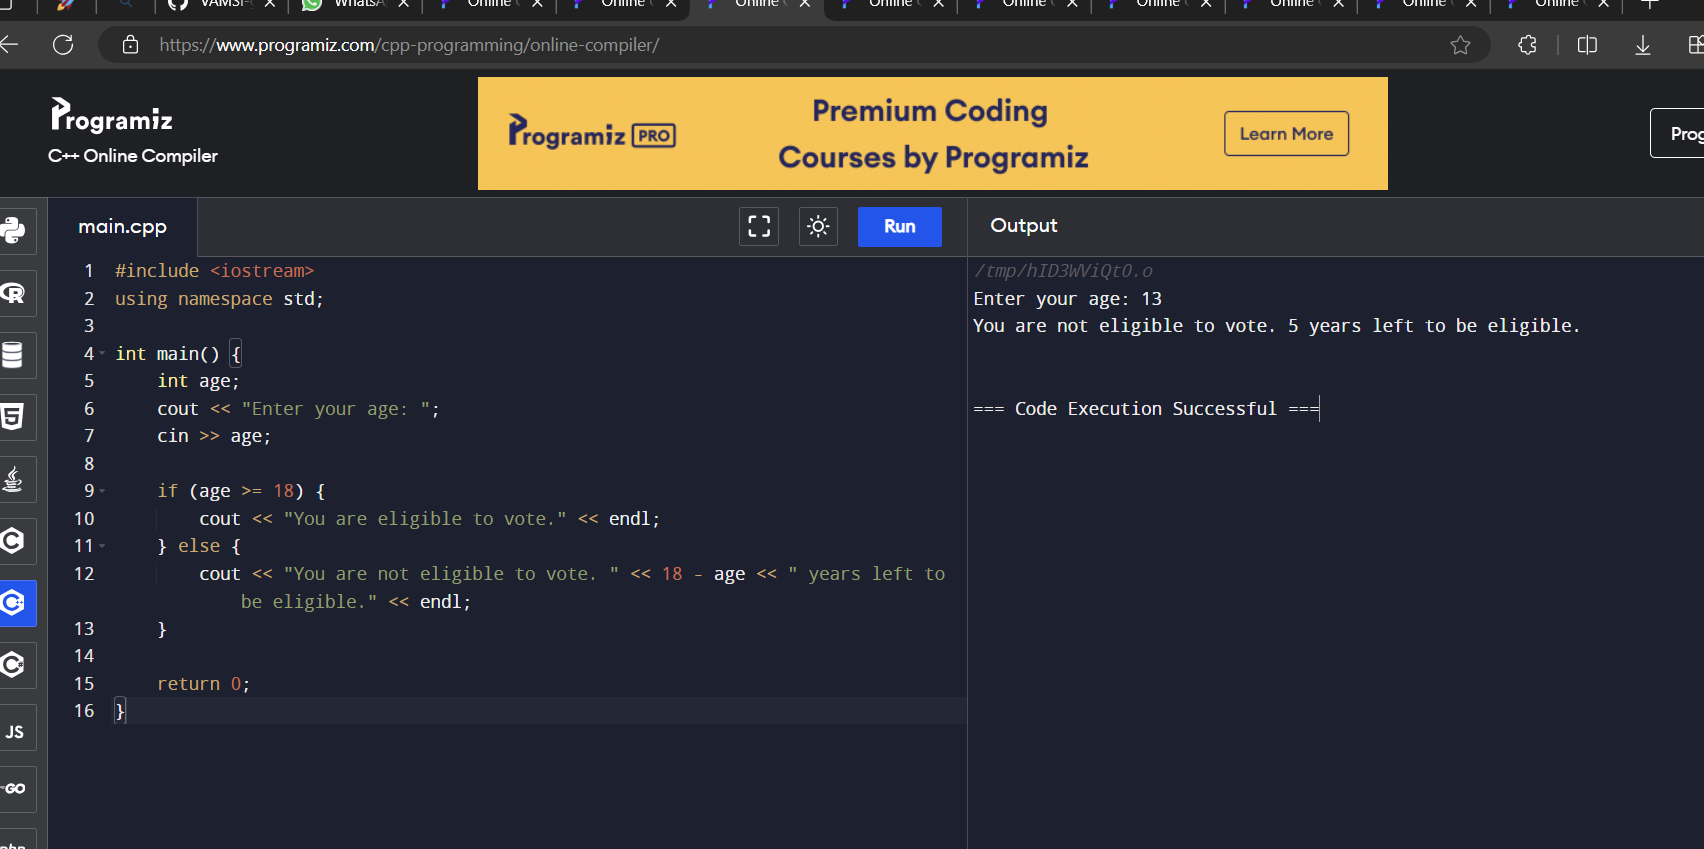 Online
Online
Online
Online
Online
Online
Online
Online
Online
https://www.programiz.com/cpp-programming/online-compiler/
Programiz
C++ Online Compiler
Programiz PRO
Premium Coding
Courses by Programiz
Learn More
main.cpp
Run
Output
1 #include <iostream>
2 using namespace std;
3
4 int main() {
5     int age;
6     cout << "Enter your age: ";
7     cin >> age;
8
9     if (age >= 18) {
10         cout << "You are eligible to vote." << endl;
11     } else {
12         cout << "You are not eligible to vote. " << 18 - age << " years left to
be eligible." << endl;
13     }
14
15     return 0;
16 }
/tmp/hID3WViQtO.o
Enter your age: 13
You are not eligible to vote. 5 years left to be eligible.
=== Code Execution Successful ===
JS
GO